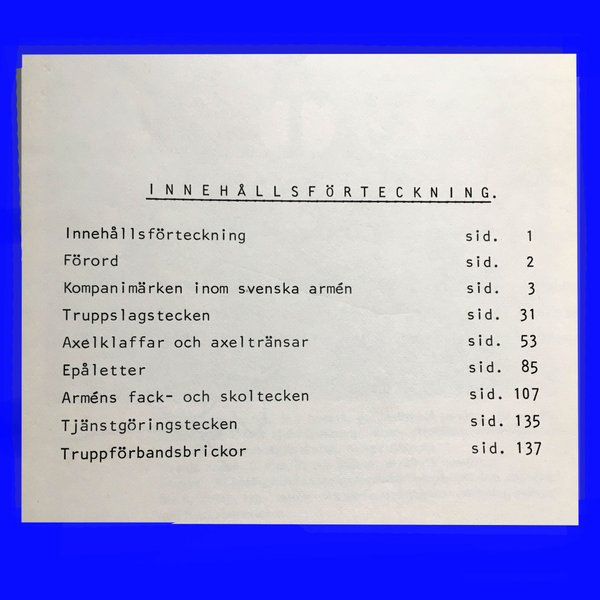 INNEHÅLLSFÖRTECKNING.
Innehållsförteckning sid. 1
Förord sid. 2
Kompanimärken inom svenska armén sid. 3
Truppslagstecken sid. 31
Axelklaffar och axeltränsar sid. 53
Epåletter sid. 85
Arméns fack- och skoltecken sid. 107
Tjänstgöringstecken sid. 135
Truppförbandsbrickor sid. 137